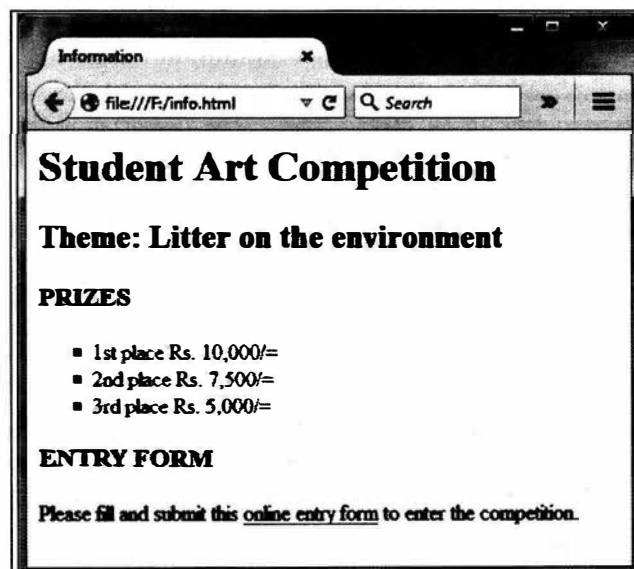 Information
file:///F:/info.html
Search
Student Art Competition
Theme: Litter on the environment
PRIZES
1st place Rs. 10,000/=
2nd place Rs. 7,500/=
3rd place Rs. 5,000/=
ENTRY FORM
Please fill and submit this online entry form to enter the competition.